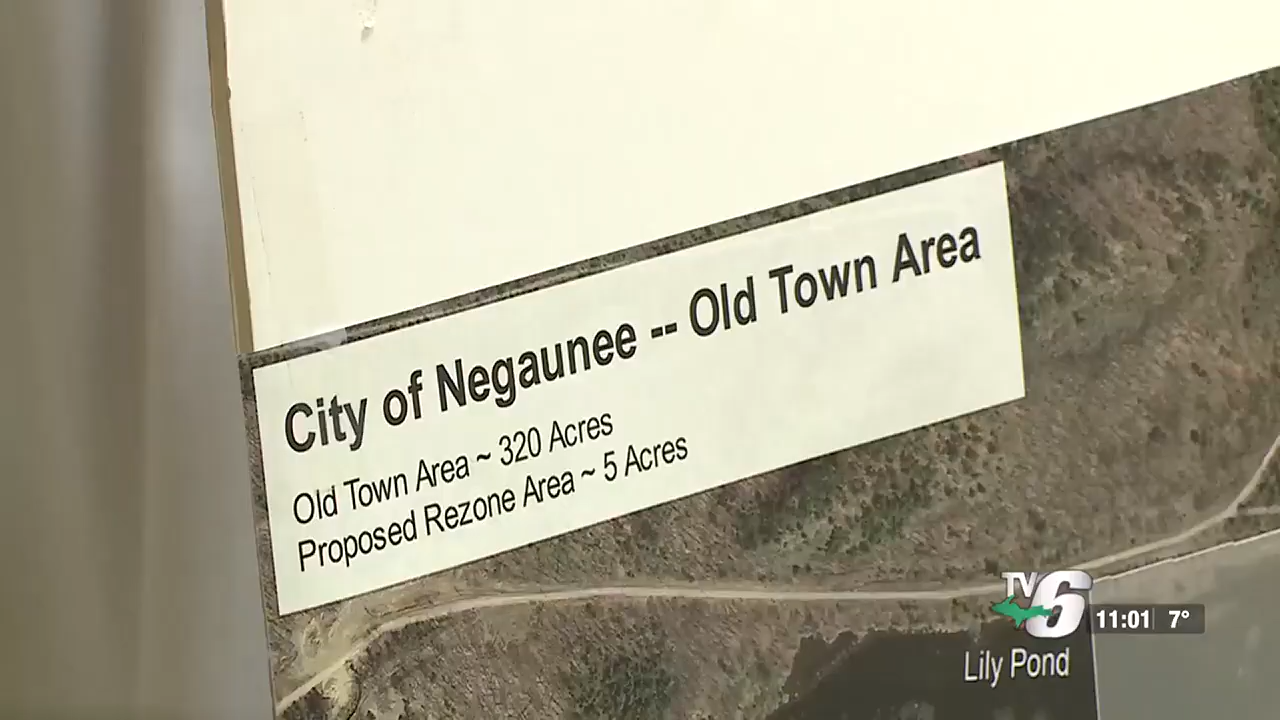 City of Negaunee -- Old Town Area
Old Town Area ~ 320 Acres
Proposed Rezone Area ~ 5 Acres
TV6
11:01 7°
Lily Pond